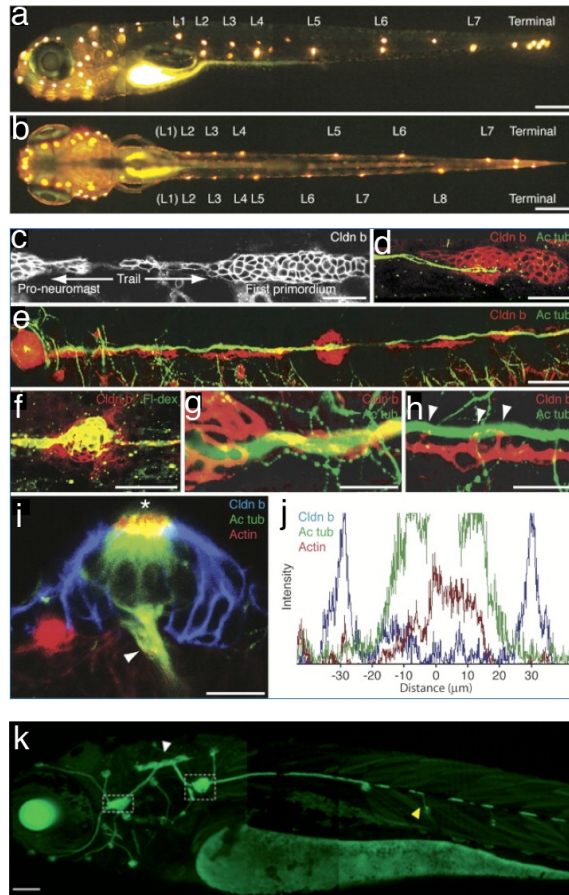 a
L1 L2 L3 L4 L5 L6 L7 Terminal
b
(L1) L2 L3 L4 L5 L6 L7 Terminal
(L1) L2 L3 L4 L5 L6 L7 L8 Terminal
c
Cldn b
Trail
Pro-neuromast
First primordium
d
Cldn b Ac tub
e
Cldn b Ac tub
f
Cldn b Fl-dex
g
Cldn b
Ac tub
h
Cldn b
Ac tub
i
*
Cldn b
Ac tub
Actin
j
Cldn b
Ac tub
Actin
Intensity
-30 -20 -10 0 10 20 30
Distance (μm)
k